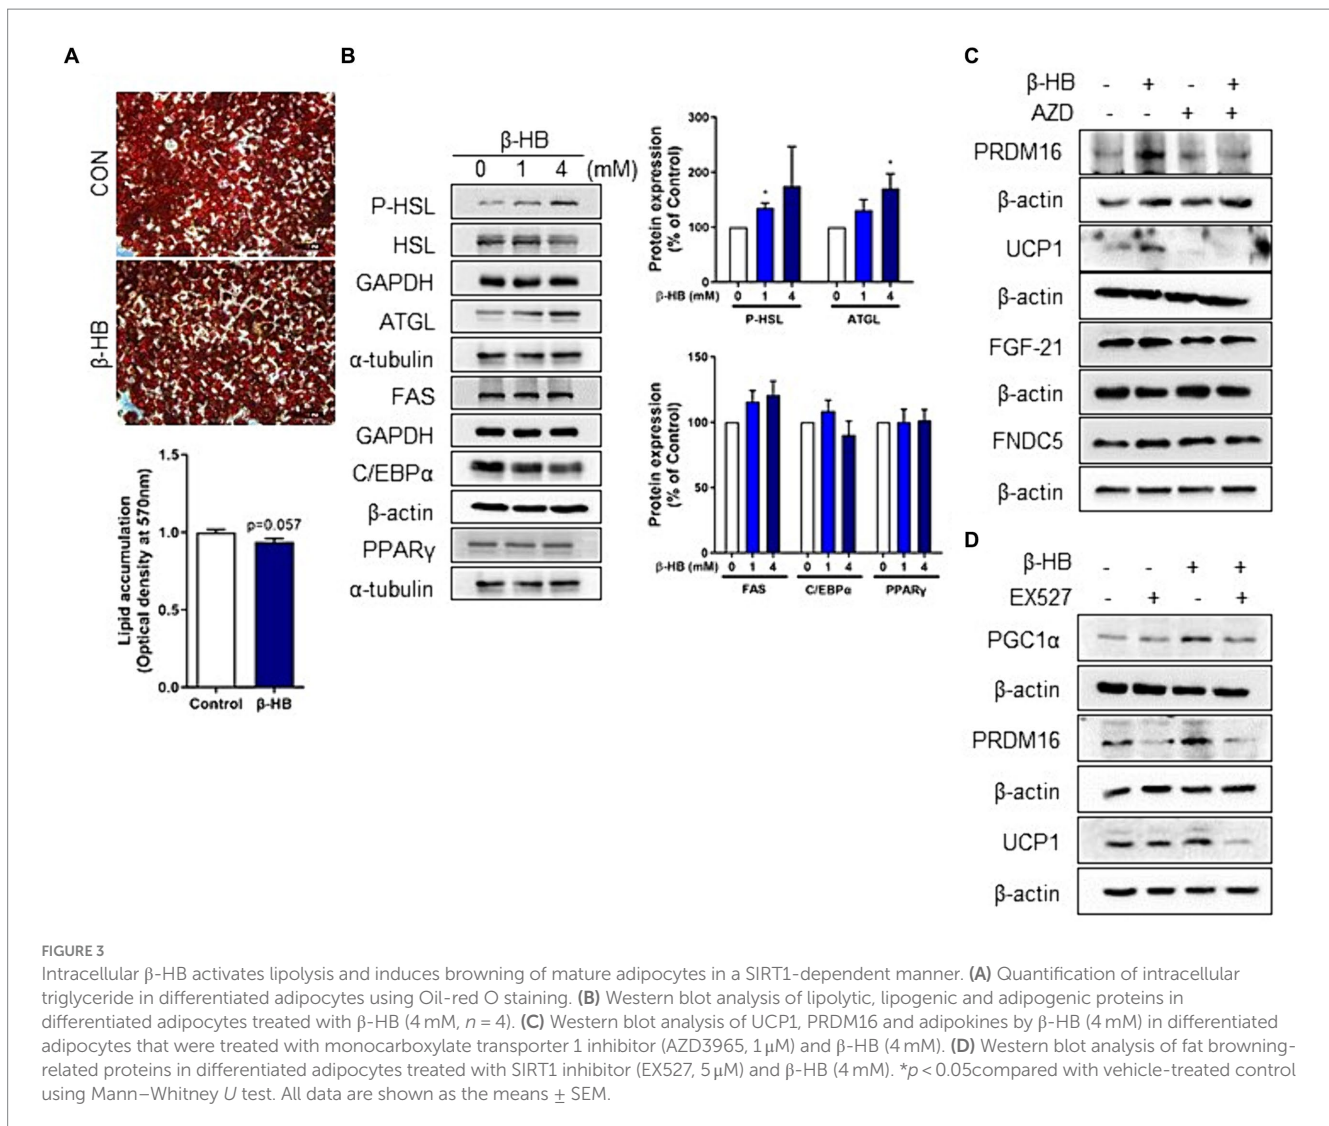 A
CON
β-HB
1.5
1.0
0.5
0.0
Lipid accumulation
(Optical density at 570nm)
p=0.057
Control β-HB
B
β-HB
0 1 4 (mM)
P-HSL
HSL
GAPDH
ATGL
α-tubulin
FAS
GAPDH
C/EBPα
β-actin
PPARγ
α-tubulin
300
200
100
0
Protein expression
(% of Control)
* *
β-HB (mM) 0 1 4 0 1 4
P-HSL ATGL
150
100
50
0
Protein expression
(% of Control)
β-HB (mM) 0 1 4 0 1 4 0 1 4
FAS C/EBPα PPARγ
C
β-HB - + - +
AZD - - + +
PRDM16
β-actin
UCP1
β-actin
FGF-21
β-actin
FNDC5
β-actin
D
β-HB - - + +
EX527 - + - +
PGC1α
β-actin
PRDM16
β-actin
UCP1
β-actin
FIGURE 3
Intracellular β-HB activates lipolysis and induces browning of mature adipocytes in a SIRT1-dependent manner. (A) Quantification of intracellular
triglyceride in differentiated adipocytes using Oil-red O staining. (B) Western blot analysis of lipolytic, lipogenic and adipogenic proteins in
differentiated adipocytes treated with β-HB (4 mM, n = 4). (C) Western blot analysis of UCP1, PRDM16 and adipokines by β-HB (4 mM) in differentiated
adipocytes that were treated with monocarboxylate transporter 1 inhibitor (AZD3965, 1 μM) and β-HB (4 mM). (D) Western blot analysis of fat browning-
related proteins in differentiated adipocytes treated with SIRT1 inhibitor (EX527, 5 μM) and β-HB (4 mM). *p < 0.05compared with vehicle-treated control
using Mann–Whitney U test. All data are shown as the means ± SEM.